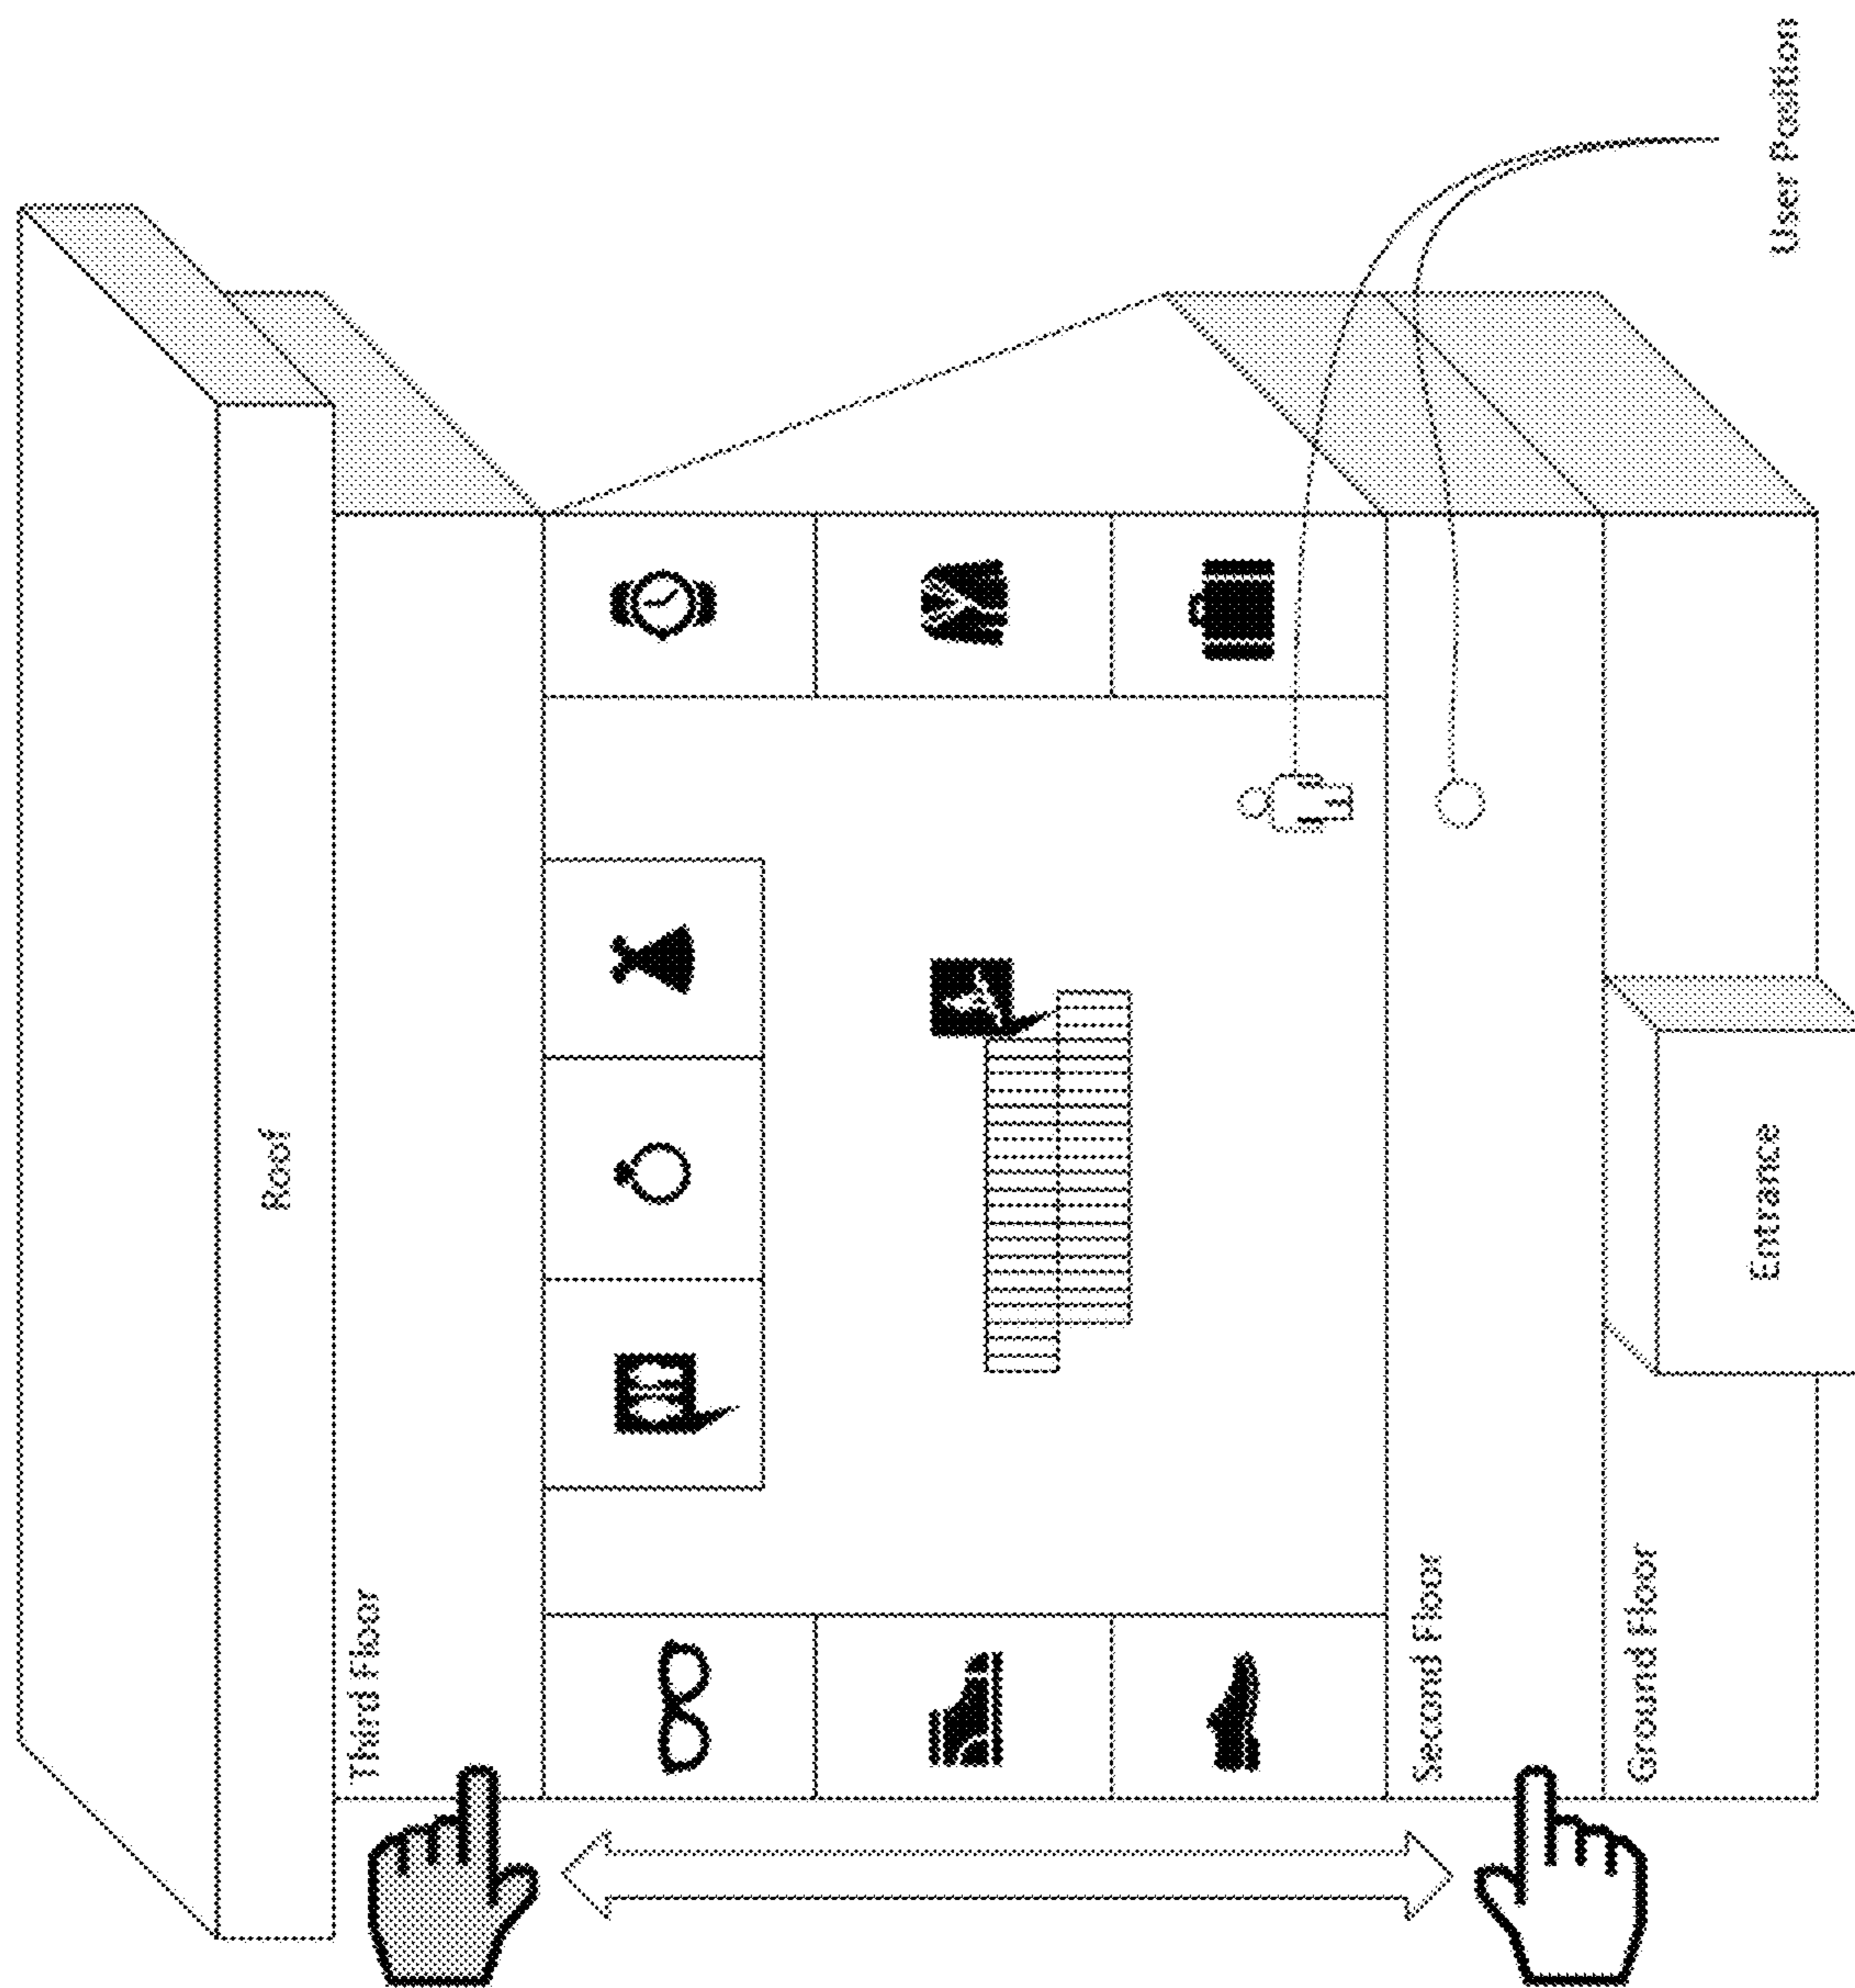 Roof
Third Floor
Second Floor
Ground Floor
Entrance
User Position